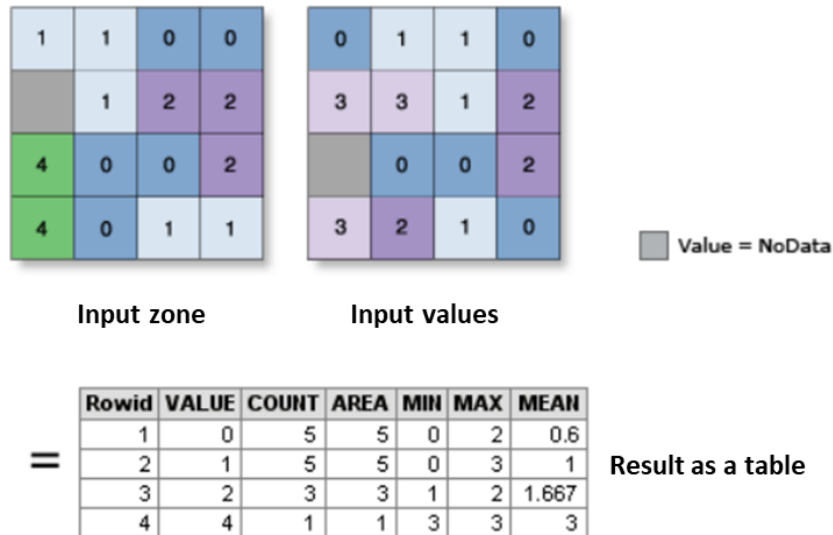 1 1 0 0
1 2 2
4 0 0 2
4 0 1 1
0 1 1 0
3 3 1 2
0 0 2
3 2 1 0
Value = NoData
Input zone
Input values
=
Rowid VALUE COUNT AREA MIN MAX MEAN
1 0 5 5 0 2 0.6
2 1 5 5 0 3 1
3 2 3 3 1 2 1.667
4 4 1 1 3 3 3
Result as a table